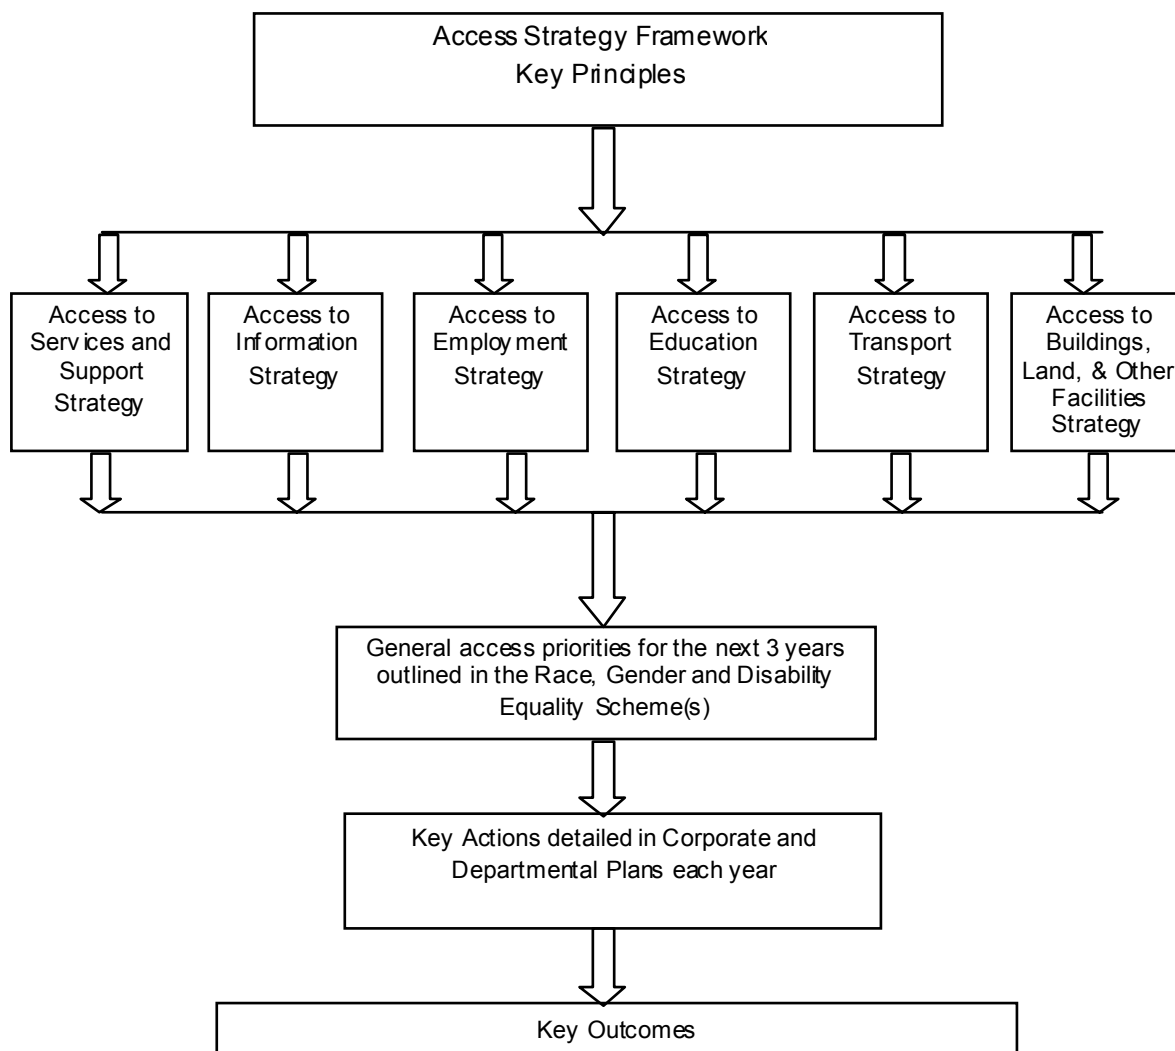 Access Strategy Framework
Key Principles
Access to
Services and
Support
Strategy
Access to
Information
Strategy
Access to
Employment
Strategy
Access to
Education
Strategy
Access to
Transport
Strategy
Access to
Buildings,
Land, & Other
Facilities
Strategy
General access priorities for the next 3 years
outlined in the Race, Gender and Disability
Equality Scheme(s)
Key Actions detailed in Corporate and
Departmental Plans each year
Key Outcomes